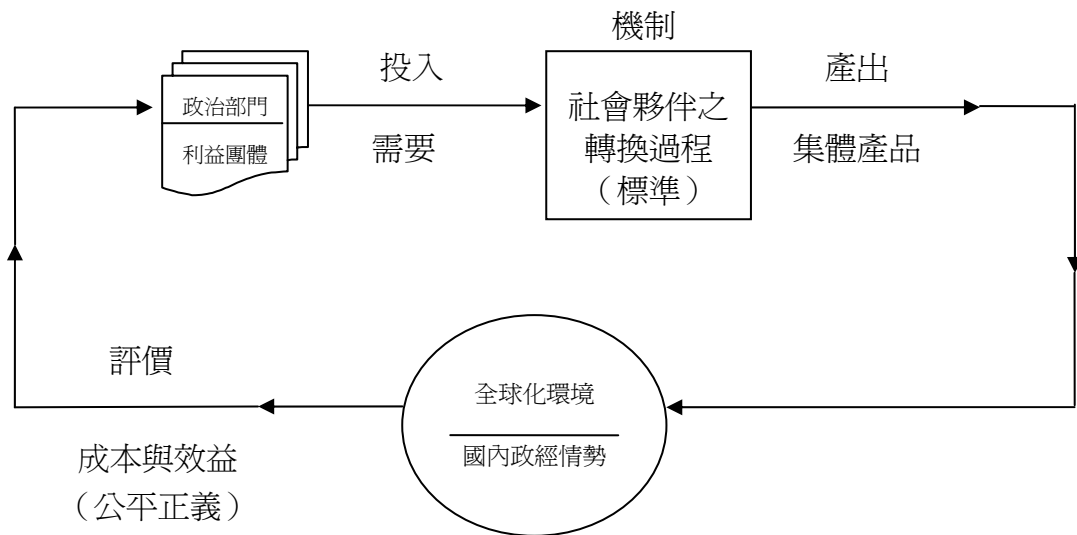 機制
投入
產出
政治部門
利益團體
需要
社會夥伴之
轉換過程
（標準）
集體產品
評價
全球化環境
國內政經情勢
成本與效益
（公平正義）